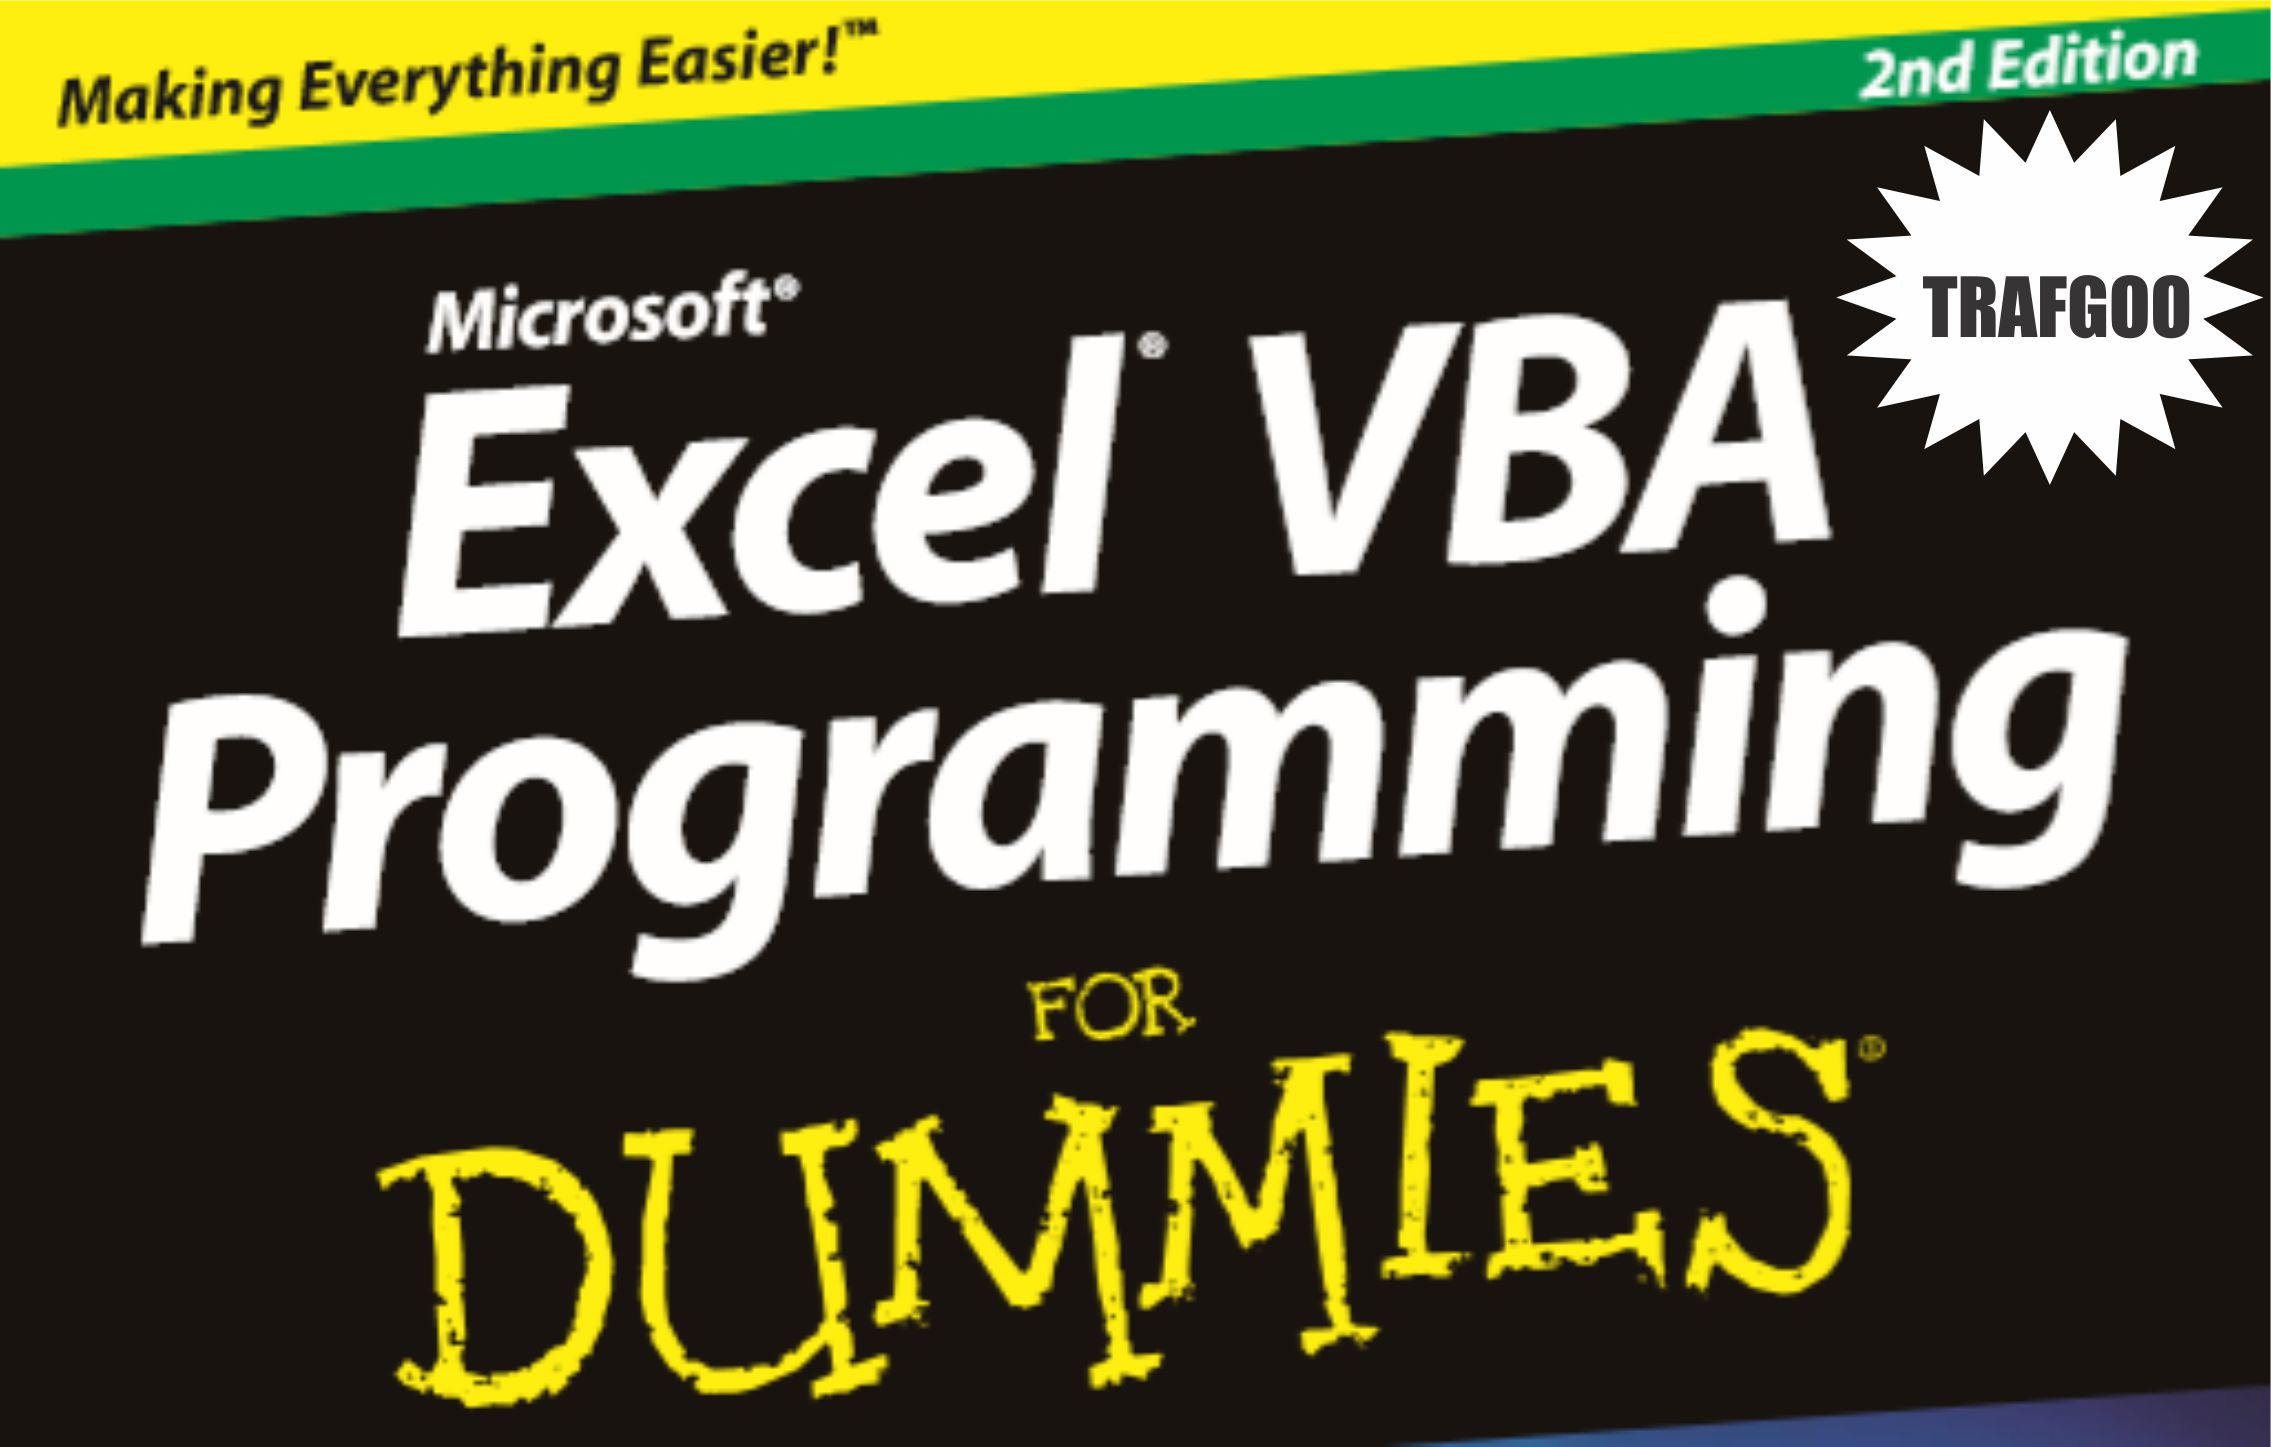 Making Everything Easier!™
2nd Edition
TRAFGOO
Microsoft®
Excel® VBA
Programming
FOR
DUMMIES®